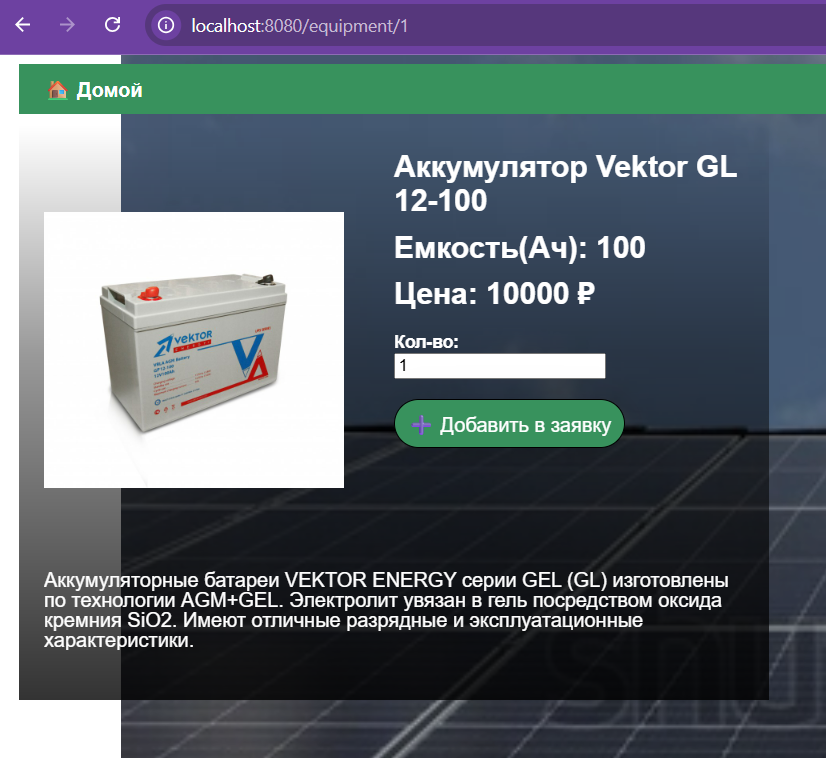 localhost:8080/equipment/1
Домой
Аккумулятор Vektor GL
12-100
Емкость(Ач): 100
Цена: 10000 ₽
Кол-во:
1
Добавить в заявку
VEKTOR
ENERGY
Аккумуляторные батареи VEKTOR ENERGY серии GEL (GL) изготовлены
по технологии AGM+GEL. Электролит увязан в гель посредством оксида
кремния SiO2. Имеют отличные разрядные и эксплуатационные
характеристики.